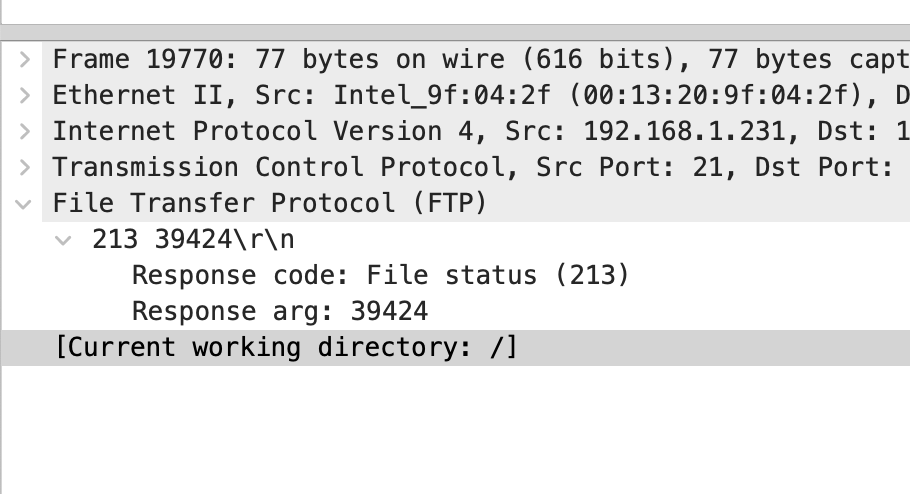 Frame 19770: 77 bytes on wire (616 bits), 77 bytes capt
Ethernet II, Src: Intel_9f:04:2f (00:13:20:9f:04:2f), D
Internet Protocol Version 4, Src: 192.168.1.231, Dst: 1
Transmission Control Protocol, Src Port: 21, Dst Port:
File Transfer Protocol (FTP)
213 39424\r\n
Response code: File status (213)
Response arg: 39424
[Current working directory: /]